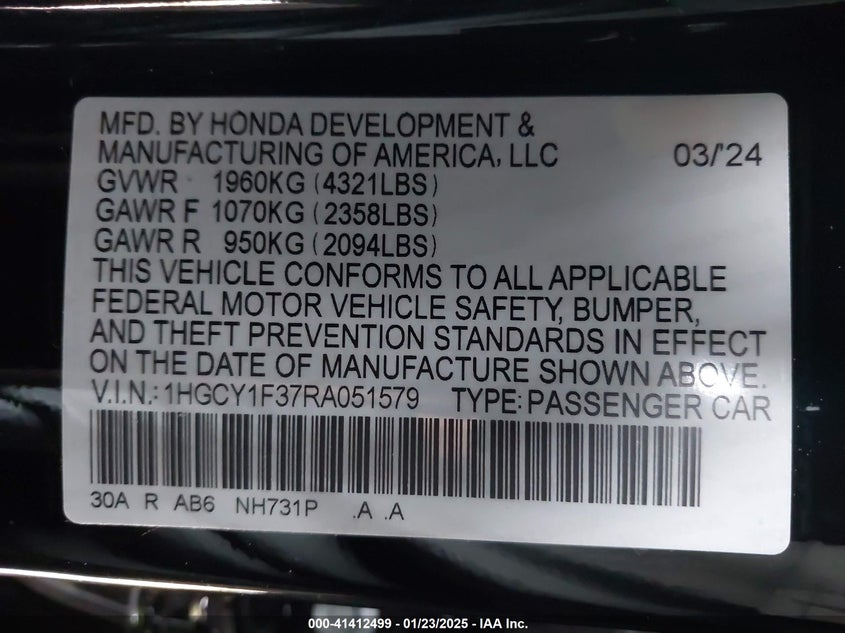 MFD. BY HONDA DEVELOPMENT &
MANUFACTURING OF AMERICA, LLC 03/'24
GVWR 1960KG (4321LBS)
GAWR F 1070KG (2358LBS)
GAWR R 950KG (2094LBS)
THIS VEHICLE CONFORMS TO ALL APPLICABLE
FEDERAL MOTOR VEHICLE SAFETY, BUMPER,
AND THEFT PREVENTION STANDARDS IN EFFECT
ON THE DATE OF MANUFACTURE SHOWN ABOVE.
V.I.N.: 1HGCY1F37RA051579 TYPE: PASSENGER CAR
30A R AB6 NH731P .A .A
000-41412499 - 01/23/2025 - IAA Inc.